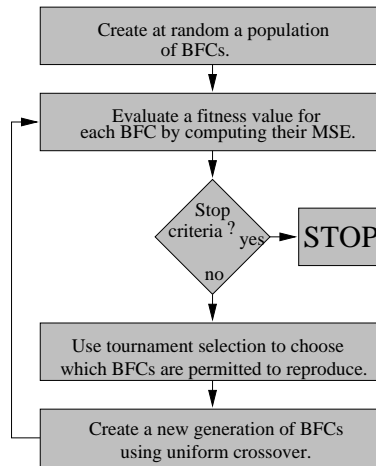 Create at random a population
of BFCs.
Evaluate a fitness value for
each BFC by computing their MSE.
Stop
criteria ?
yes
STOP
no
Use tournament selection to choose
which BFCs are permitted to reproduce.
Create a new generation of BFCs
using uniform crossover.